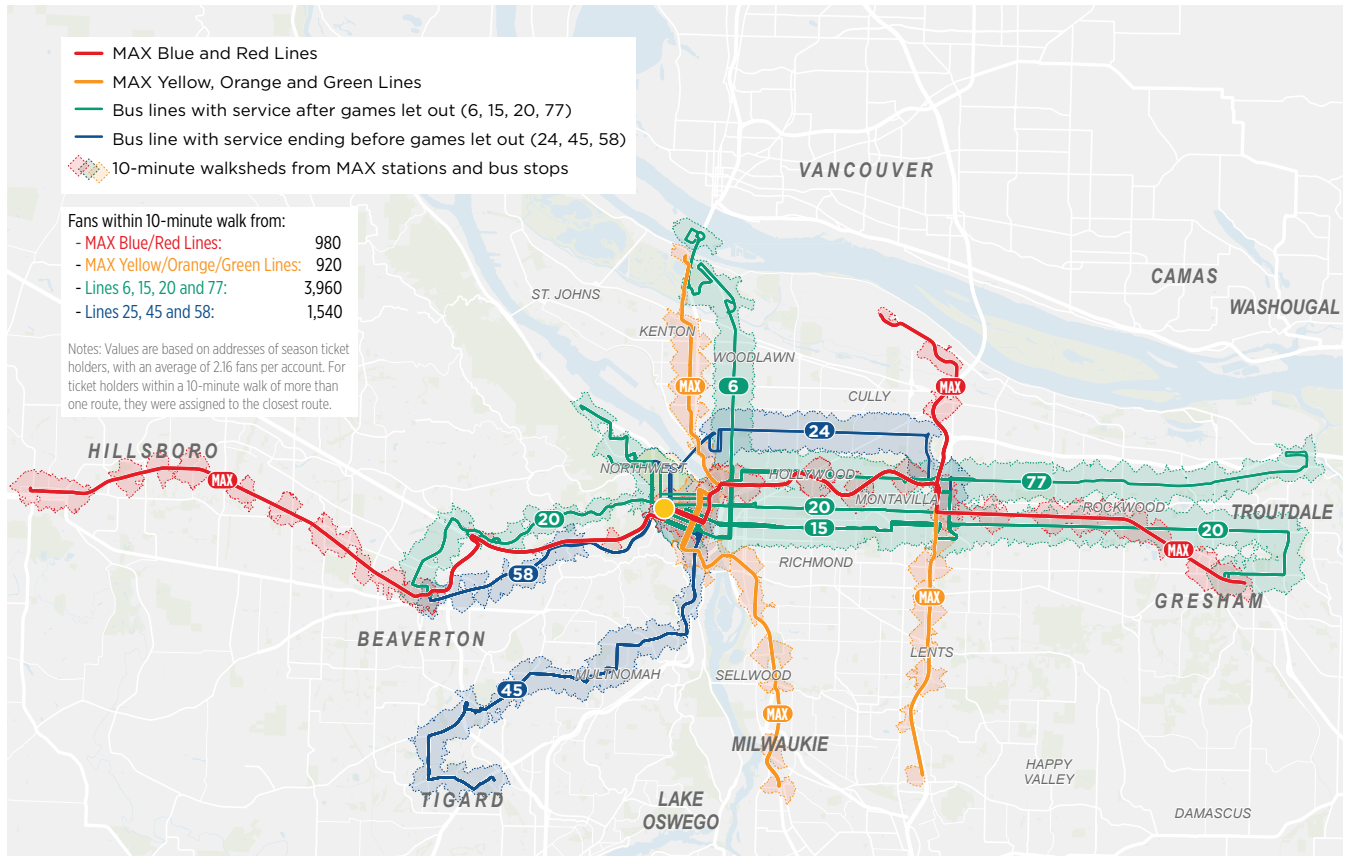 MAX Blue and Red Lines
MAX Yellow, Orange and Green Lines
Bus lines with service after games let out (6, 15, 20, 77)
Bus line with service ending before games let out (24, 45, 58)
10-minute walksheds from MAX stations and bus stops
Fans within 10-minute walk from:
- MAX Blue/Red Lines: 980
- MAX Yellow/Orange/Green Lines: 920
- Lines 6, 15, 20 and 77: 3,960
- Lines 25, 45 and 58: 1,540
Notes: Values are based on addresses of season ticket
holders, with an average of 2.16 fans per account. For
ticket holders within a 10-minute walk of more than
one route, they were assigned to the closest route.
VANCOUVER
CAMAS
WASHOUGAL
ST. JOHNS
KENTON
WOODLAWN
MAX
6
MAX
CULLY
24
HILLSBORO
NORTHWEST
HOLLYWOOD
MAX
77
MONTAVILLA
ROCKWOOD
TROUTDALE
20
20
15
20
RICHMOND
MAX
58
MAX
GRESHAM
BEAVERTON
LENTS
MULTNOMAH
SELLWOOD
45
MAX
MILWAUKIE
HAPPY
VALLEY
TIGARD
LAKE
OSWEGO
DAMASCUS